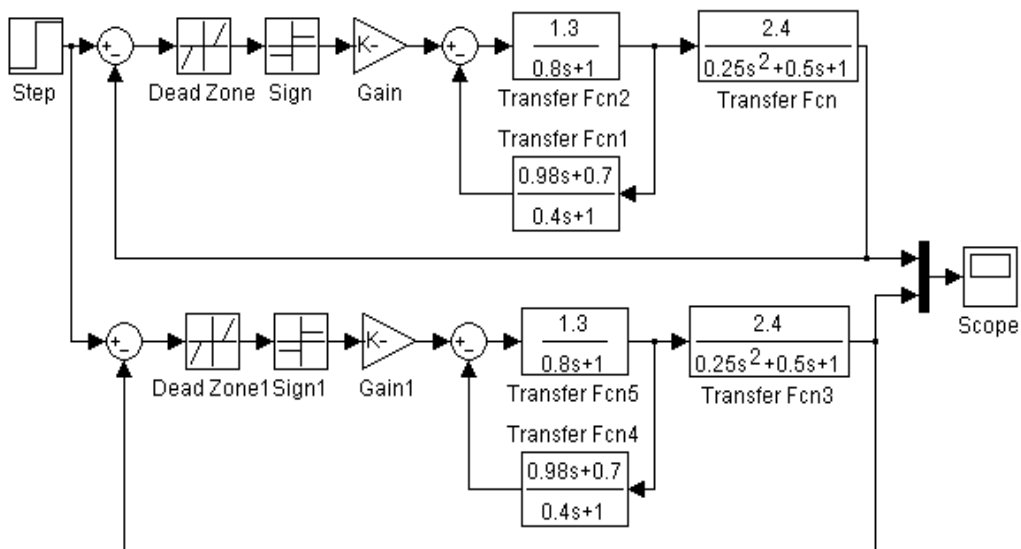 1.3
0.8s+1
2.4
0.25s²+0.5s+1
K-
Step
Dead Zone
Sign
Gain
Transfer Fcn2
Transfer Fcn
Transfer Fcn1
0.98s+0.7
0.4s+1
Scope
1.3
0.8s+1
2.4
0.25s²+0.5s+1
K-
Dead Zone1
Sign1
Gain1
Transfer Fcn5
Transfer Fcn3
Transfer Fcn4
0.98s+0.7
0.4s+1